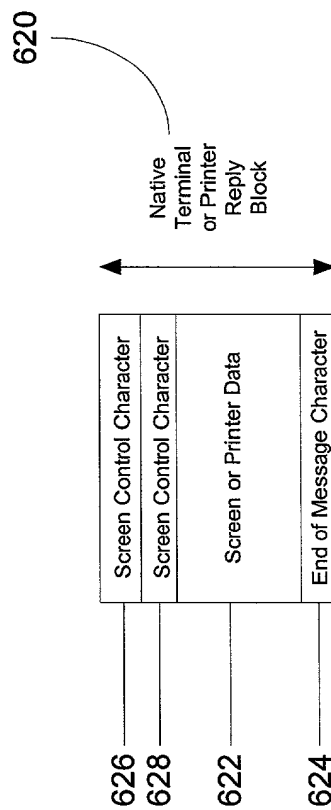 620
Native
Terminal
or Printer
Reply
Block
626
Screen Control Character
628
Screen Control Character
622
Screen or Printer Data
624
End of Message Character